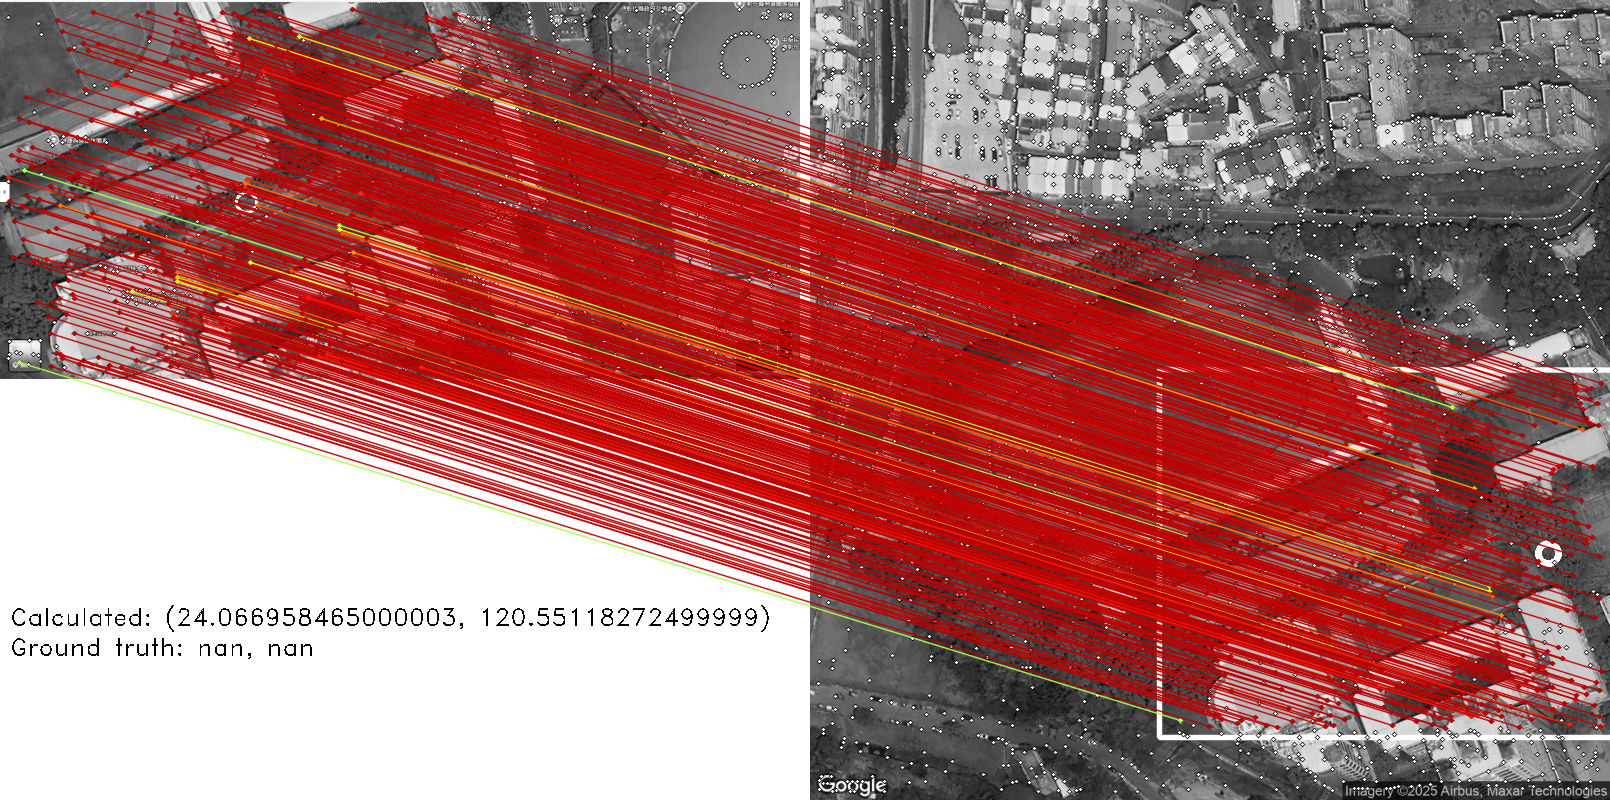 Calculated: (24.066958465000003, 120.55118272499999)
Ground truth: nan, nan
Google
Imagery ©2025 Airbus, Maxar Technologies